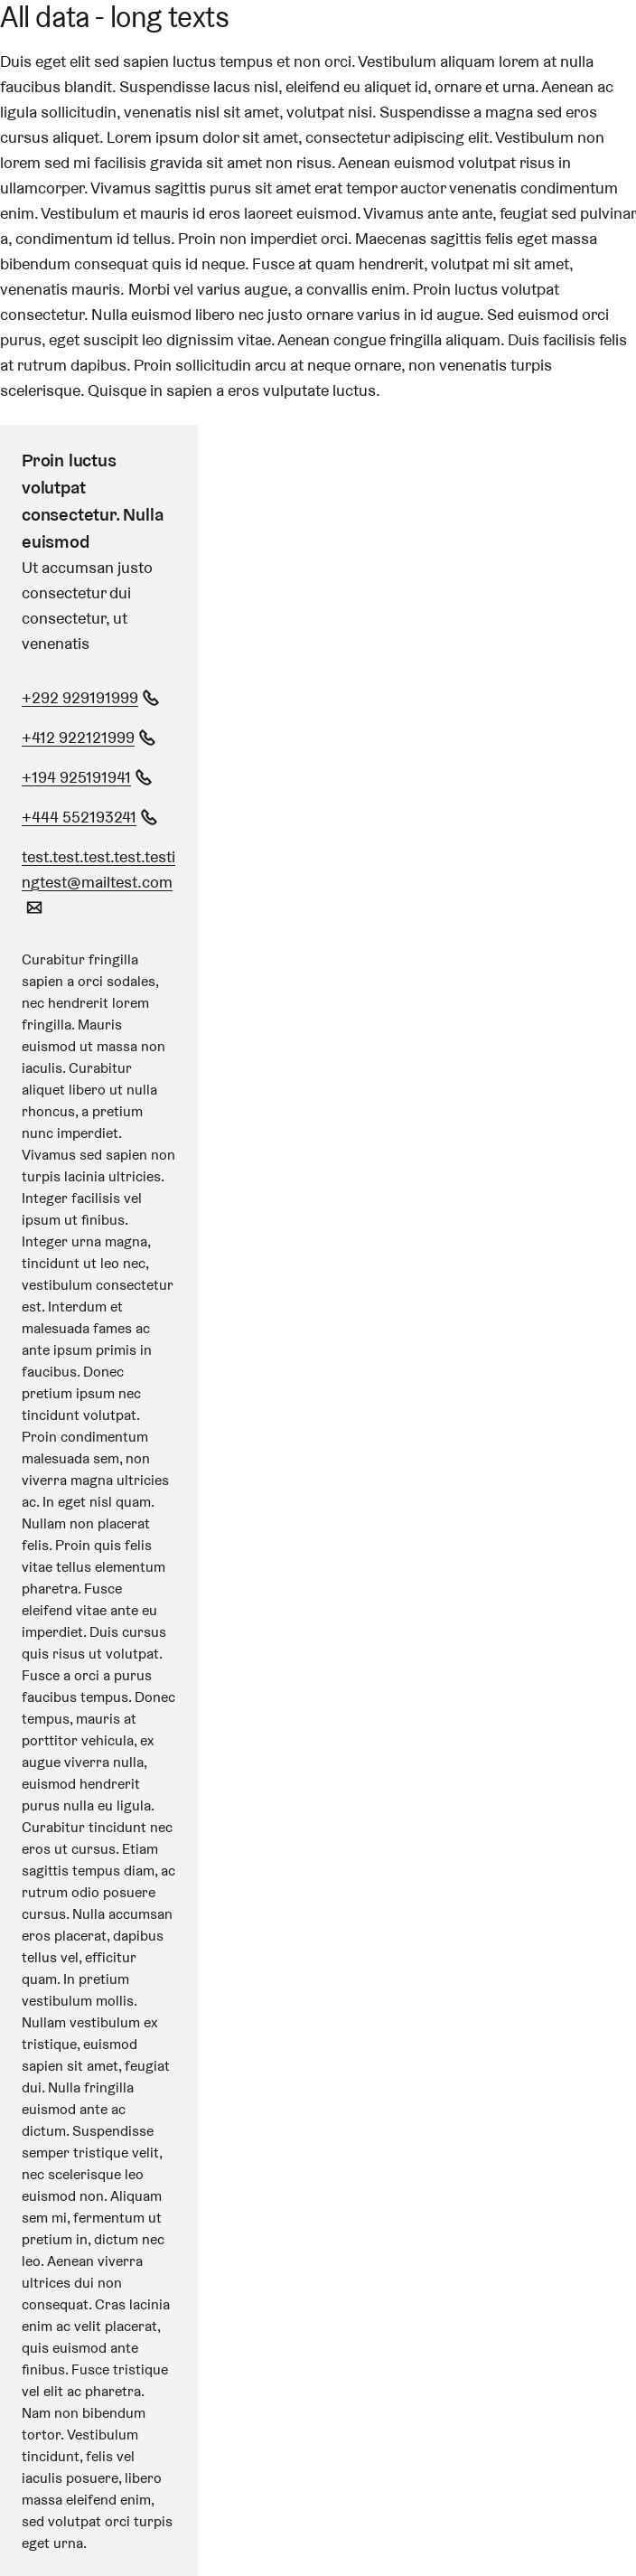 All data - long texts
Duis eget elit sed sapien luctus tempus et non orci. Vestibulum aliquam lorem at nulla
faucibus blandit. Suspendisse lacus nisl, eleifend eu aliquet id, ornare et urna. Aenean ac
ligula sollicitudin, venenatis nisl sit amet, volutpat nisi. Suspendisse a magna sed eros
cursus aliquet. Lorem ipsum dolor sit amet, consectetur adipiscing elit. Vestibulum non
lorem sed mi facilisis gravida sit amet non risus. Aenean euismod volutpat risus in
ullamcorper. Vivamus sagittis purus sit amet erat tempor auctor venenatis condimentum
enim. Vestibulum et mauris id eros laoreet euismod. Vivamus ante ante, feugiat sed pulvinar
a, condimentum id tellus. Proin non imperdiet orci. Maecenas sagittis felis eget massa
bibendum consequat quis id neque. Fusce at quam hendrerit, volutpat mi sit amet,
venenatis mauris. Morbi vel varius augue, a convallis enim. Proin luctus volutpat
consectetur. Nulla euismod libero nec justo ornare varius in id augue. Sed euismod orci
purus, eget suscipit leo dignissim vitae. Aenean congue fringilla aliquam. Duis facilisis felis
at rutrum dapibus. Proin sollicitudin arcu at neque ornare, non venenatis turpis
scelerisque. Quisque in sapien a eros vulputate luctus.
Proin luctus
volutpat
consectetur. Nulla
euismod
Ut accumsan justo
consectetur dui
consectetur, ut
venenatis
+292 929191999
+412 922121999
+194 925191941
+444 552193241
test.test.test.test.testi
ngtest@mailtest.com
Curabitur fringilla
sapien a orci sodales,
nec hendrerit lorem
fringilla. Mauris
euismod ut massa non
iaculis. Curabitur
aliquet libero ut nulla
rhoncus, a pretium
nunc imperdiet.
Vivamus sed sapien non
turpis lacinia ultricies.
Integer facilisis vel
ipsum ut finibus.
Integer urna magna,
tincidunt ut leo nec,
vestibulum consectetur
est. Interdum et
malesuada fames ac
ante ipsum primis in
faucibus. Donec
pretium ipsum nec
tincidunt volutpat.
Proin condimentum
malesuada sem, non
viverra magna ultricies
ac. In eget nisl quam.
Nullam non placerat
felis. Proin quis felis
vitae tellus elementum
pharetra. Fusce
eleifend vitae ante eu
imperdiet. Duis cursus
quis risus ut volutpat.
Fusce a orci a purus
faucibus tempus. Donec
tempus, mauris at
porttitor vehicula, ex
augue viverra nulla,
euismod hendrerit
purus nulla eu ligula.
Curabitur tincidunt nec
eros ut cursus. Etiam
sagittis tempus diam, ac
rutrum odio posuere
cursus. Nulla accumsan
eros placerat, dapibus
tellus vel, efficitur
quam. In pretium
vestibulum mollis.
Nullam vestibulum ex
tristique, euismod
sapien sit amet, feugiat
dui. Nulla fringilla
euismod ante ac
dictum. Suspendisse
semper tristique velit,
nec scelerisque leo
euismod non. Aliquam
sem mi, fermentum ut
pretium in, dictum nec
leo. Aenean viverra
ultrices dui non
consequat. Cras lacinia
enim ac velit placerat,
quis euismod ante
finibus. Fusce tristique
vel elit ac pharetra.
Nam non bibendum
tortor. Vestibulum
tincidunt, felis vel
iaculis posuere, libero
massa eleifend enim,
sed volutpat orci turpis
eget urna.